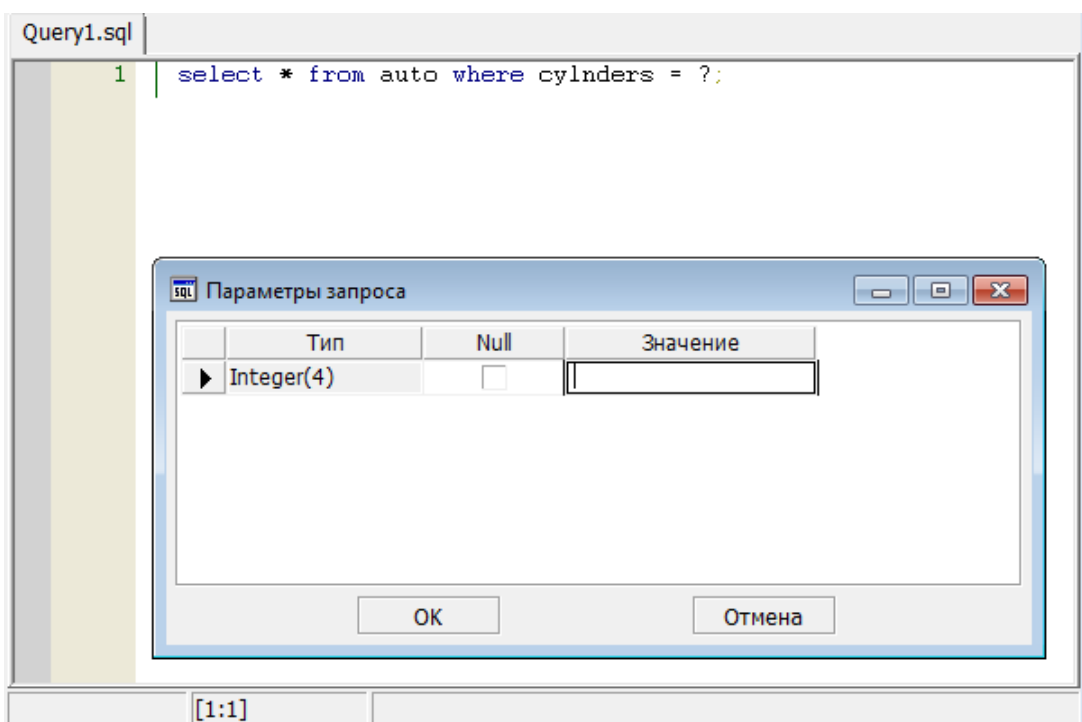 Query1.sql
1 select * from auto where cylnders = ?;
sql Параметры запроса
Тип Null Значение
Integer(4)
OK Отмена
[1:1]